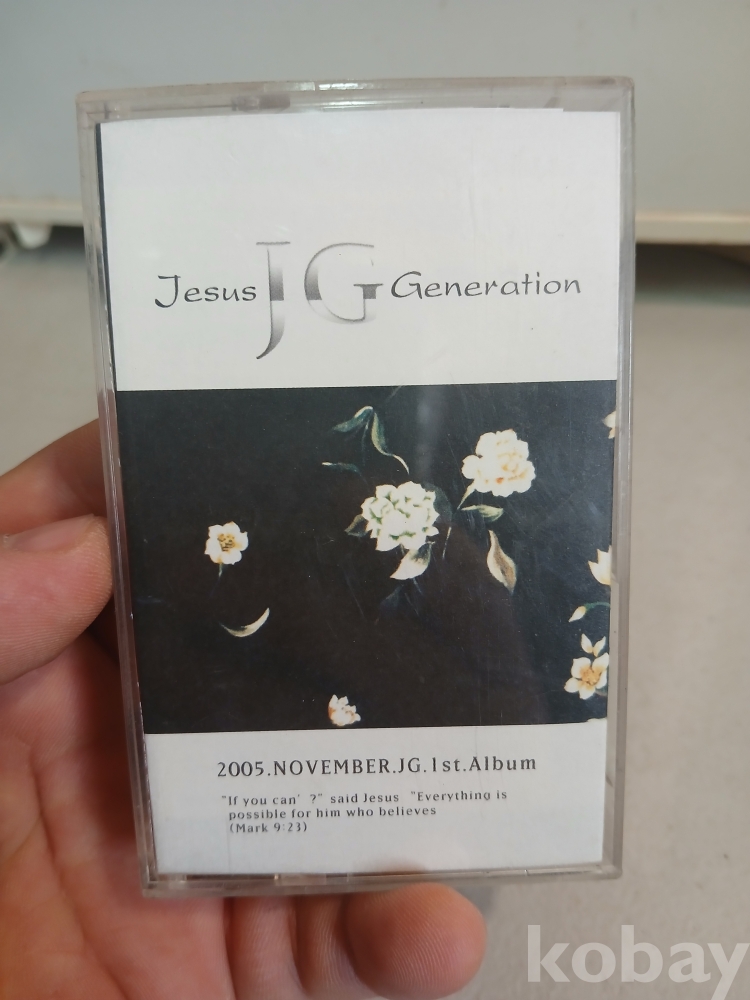 Jesus JG Generation
2005.NOVEMBER.JG.1st.Album
"If you can' ?" said Jesus "Everything is
possible for him who believes
(Mark 9:23)
kobay